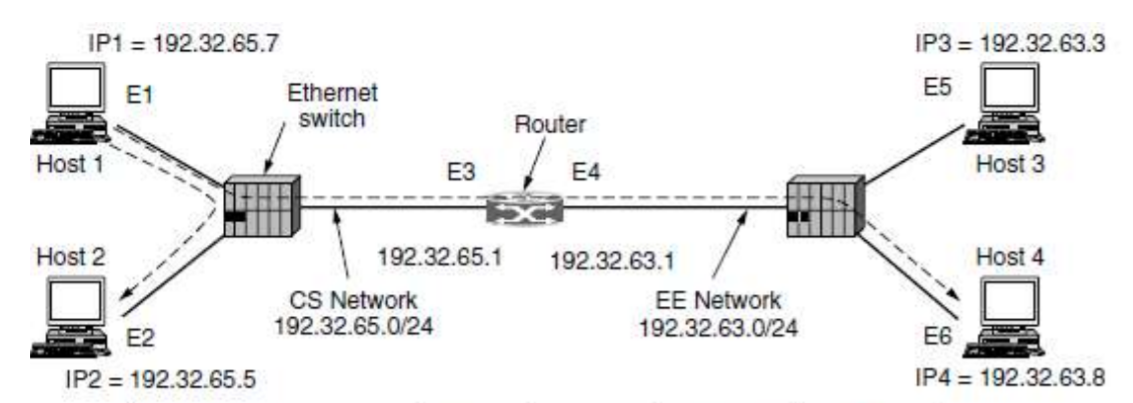 IP1 = 192.32.65.7
E1
Host 1
Ethernet
switch
Router
E3
E4
IP3 = 192.32.63.3
E5
Host 3
Host 2
E2
IP2 = 192.32.65.5
192.32.65.1
192.32.63.1
CS Network
192.32.65.0/24
EE Network
192.32.63.0/24
Host 4
E6
IP4 = 192.32.63.8